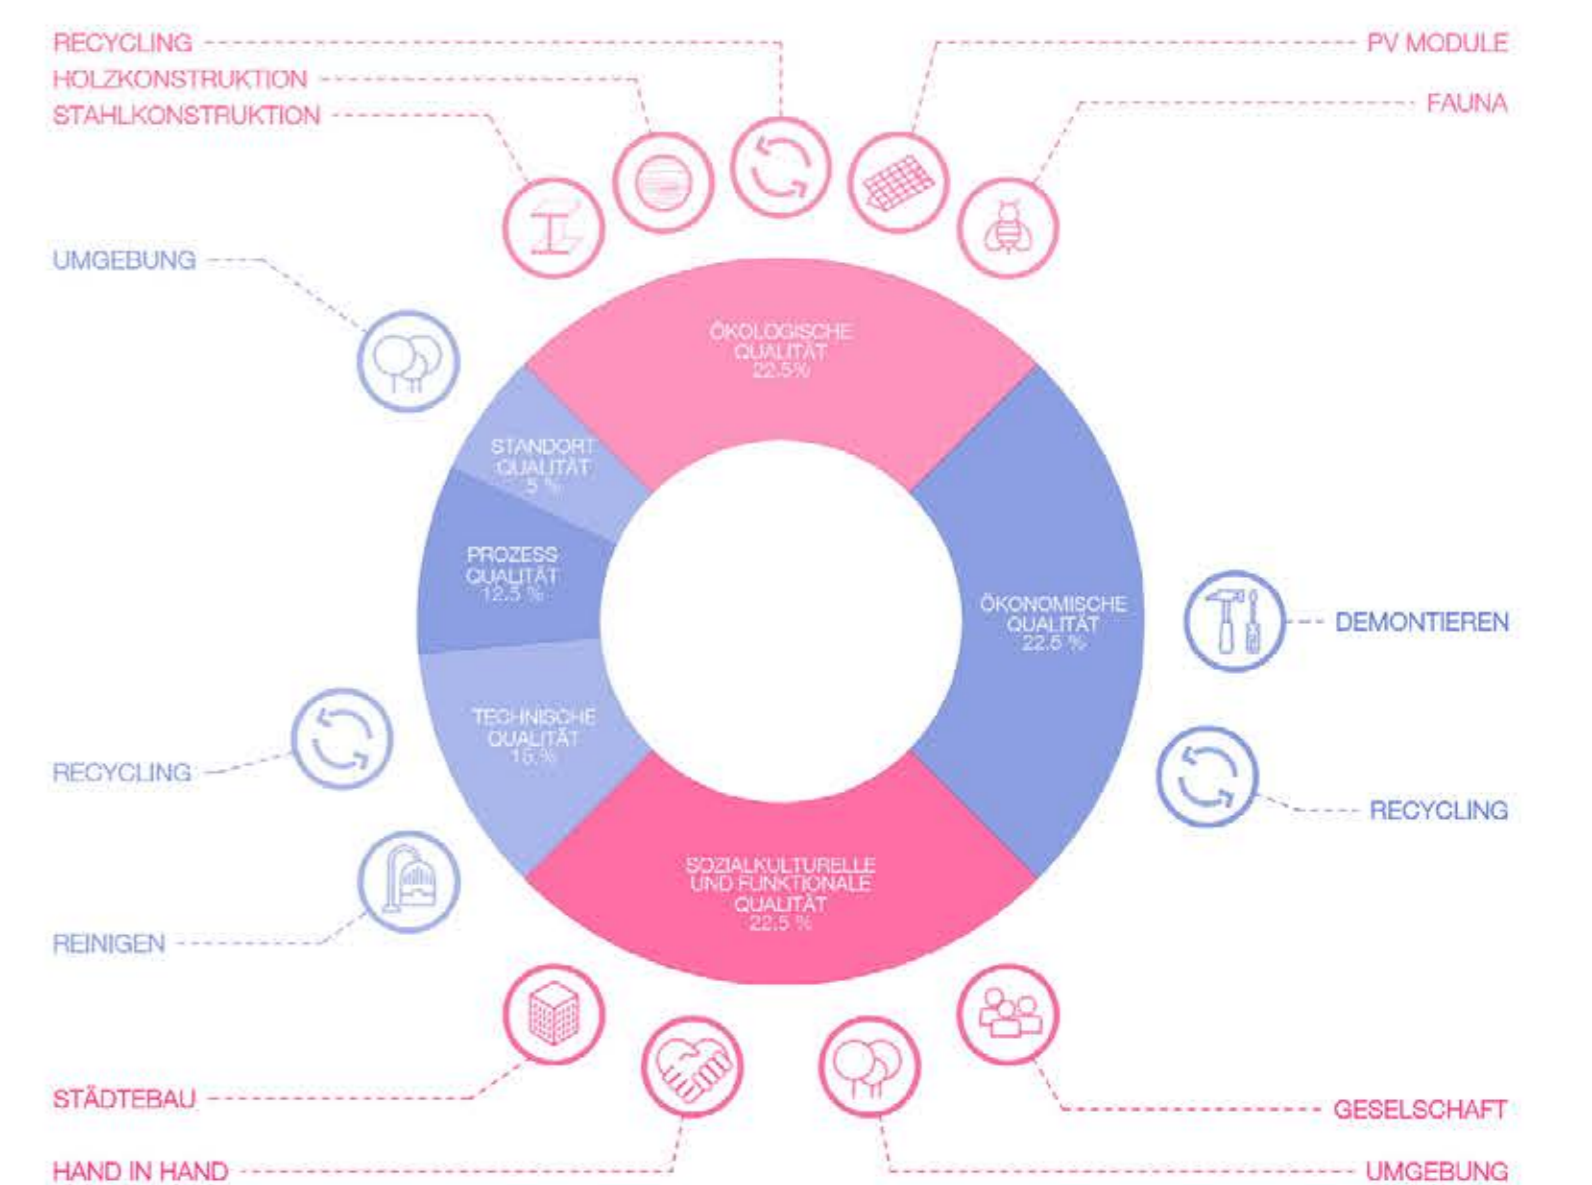 RECYCLING
HOLZKONSTRUKTION
STAHLKONSTRUKTION
PV MODULE
FAUNA
UMGEBUNG
ÖKOLOGISCHE
QUALITÄT
22.5%
STANDORT
QUALITÄT
5 %
PROZESS
QUALITÄT
12.5 %
ÖKONOMISCHE
QUALITÄT
22.5 %
DEMONTIEREN
TECHNISCHE
QUALITÄT
15 %
RECYCLING
RECYCLING
SOZIALKULTURELLE
UND FUNKTIONALE
QUALITÄT
22.5 %
REINIGEN
STÄDTEBAU
GESELSCHAFT
HAND IN HAND
UMGEBUNG